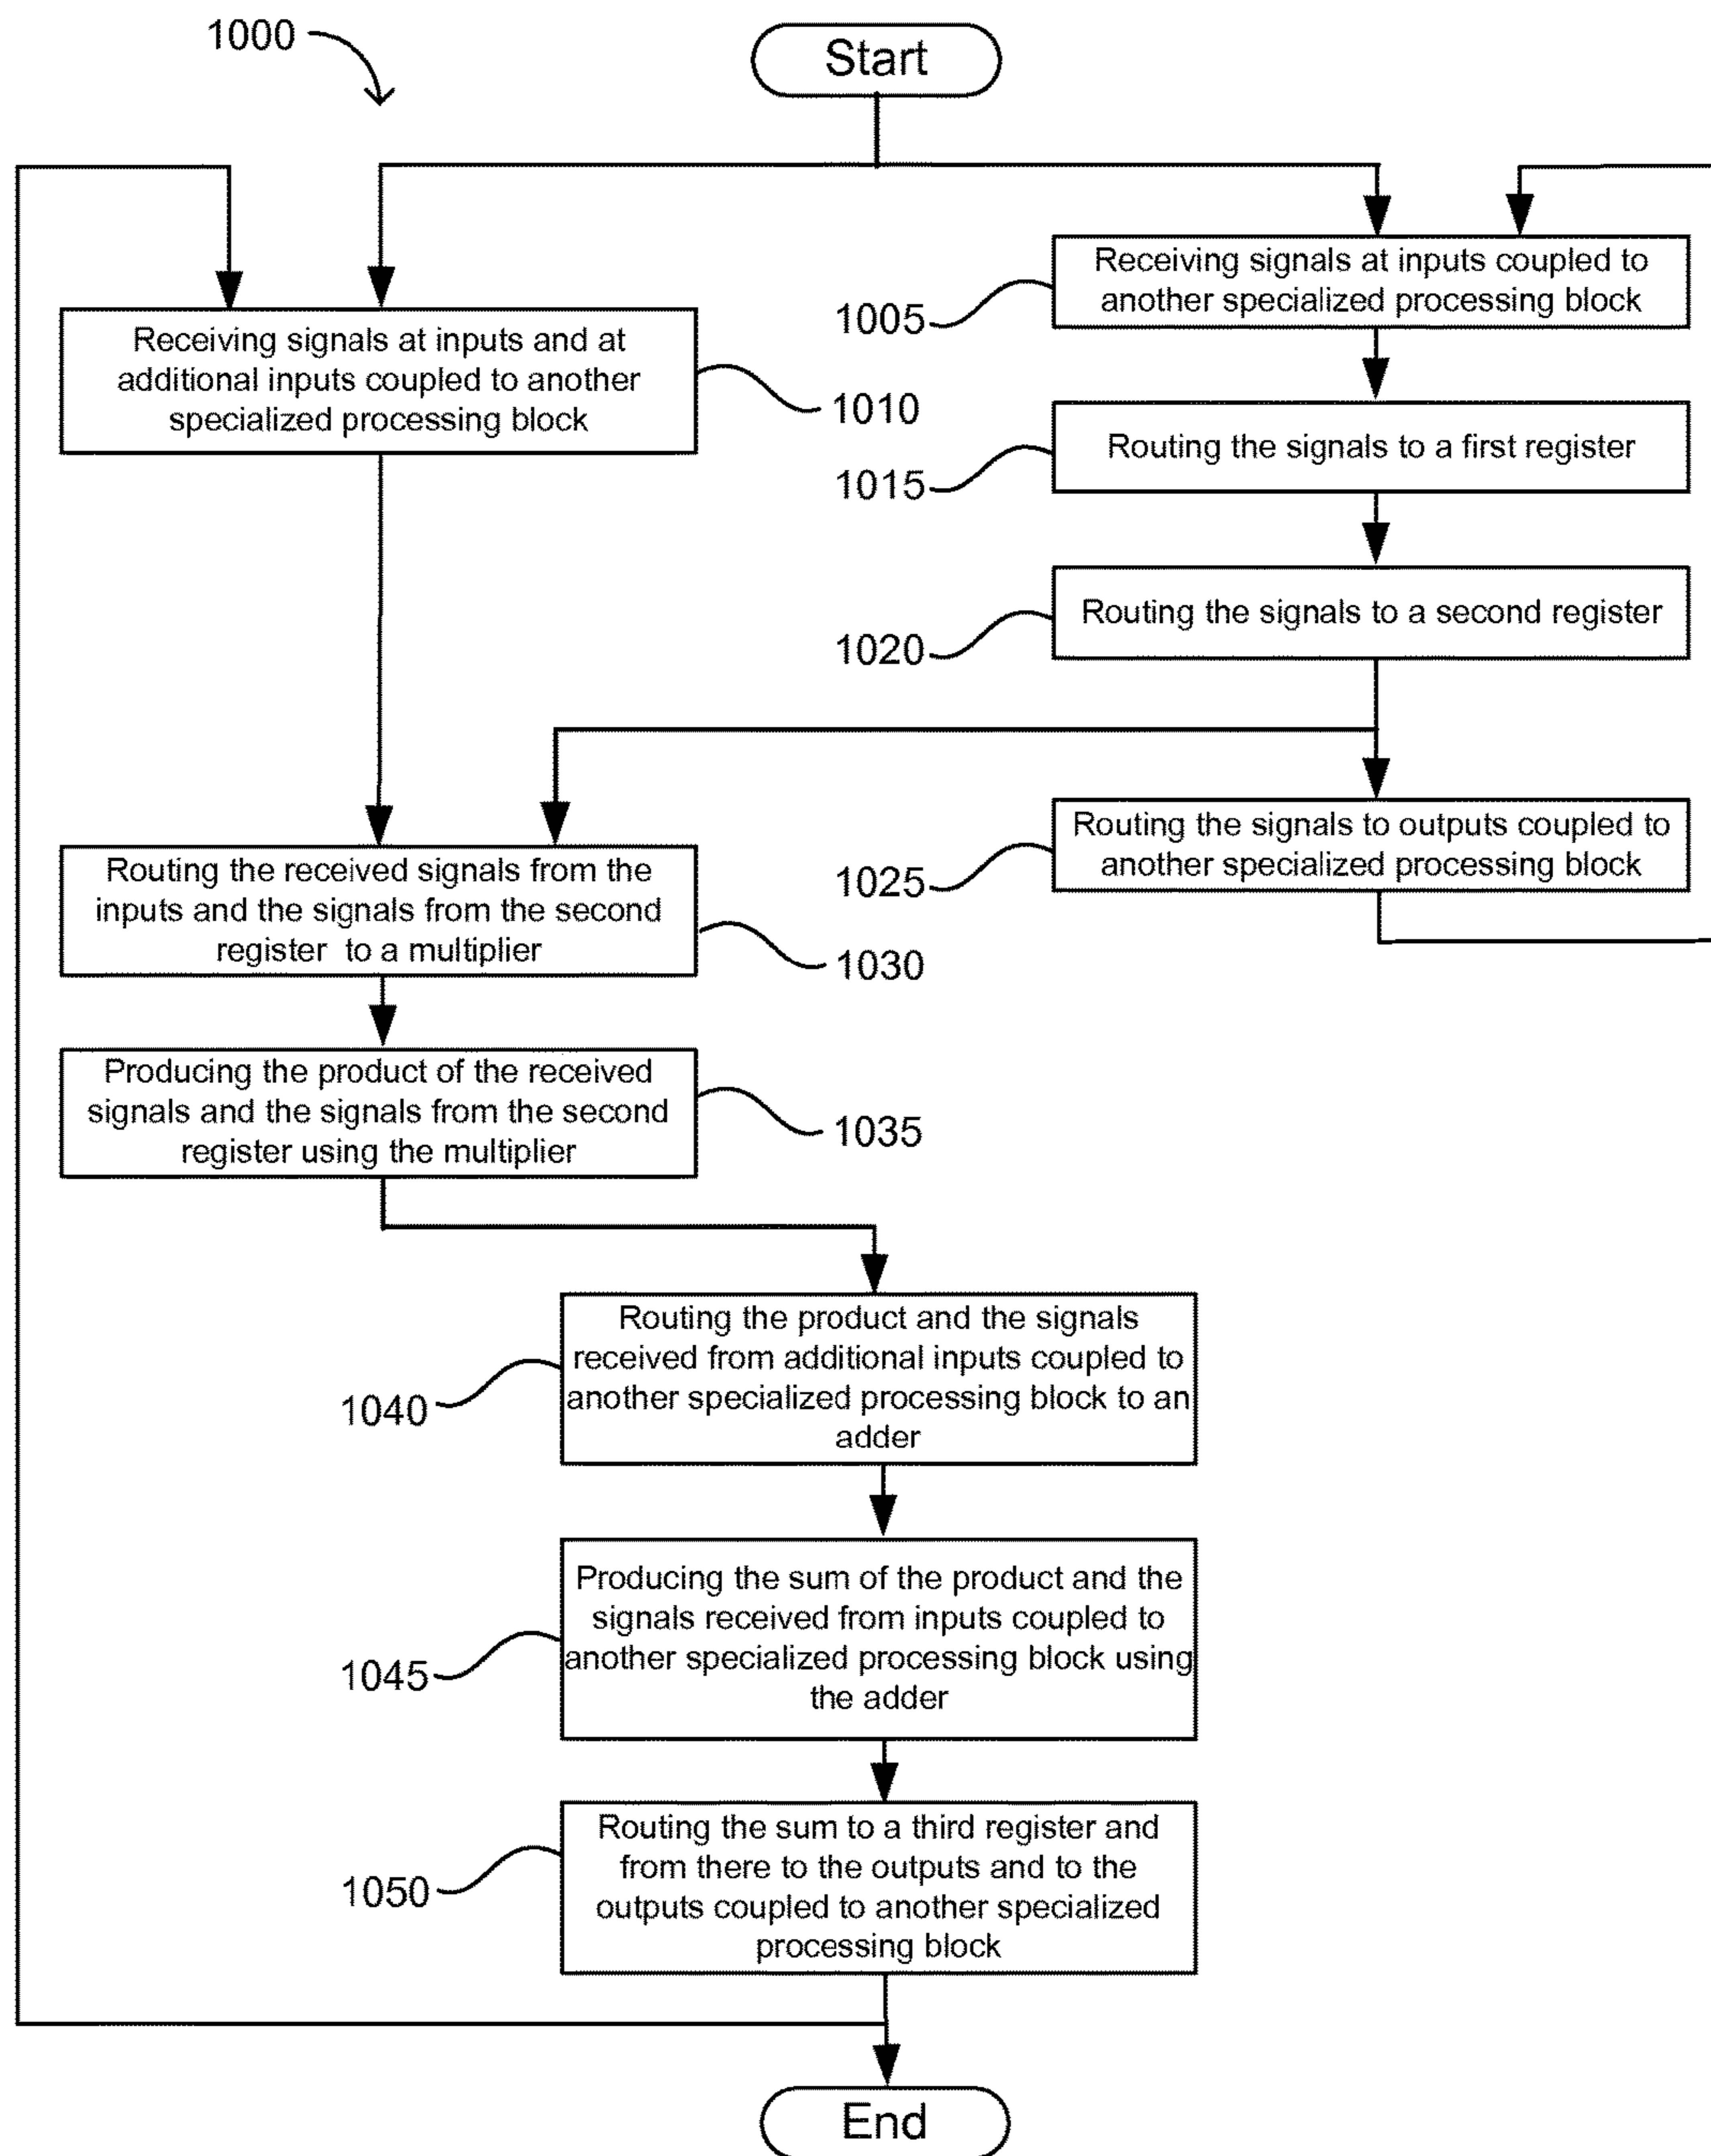 1000
Start
Receiving signals at inputs coupled to
another specialized processing block
1005
Receiving signals at inputs and at
additional inputs coupled to another
specialized processing block
1010
Routing the signals to a first register
1015
Routing the signals to a second register
1020
Routing the signals to outputs coupled to
another specialized processing block
1025
Routing the received signals from the
inputs and the signals from the second
register to a multiplier
1030
Producing the product of the received
signals and the signals from the second
register using the multiplier
1035
Routing the product and the signals
received from additional inputs coupled to
another specialized processing block to an
adder
1040
Producing the sum of the product and the
signals received from inputs coupled to
another specialized processing block using
the adder
1045
Routing the sum to a third register and
from there to the outputs and to the
outputs coupled to another specialized
processing block
1050
End